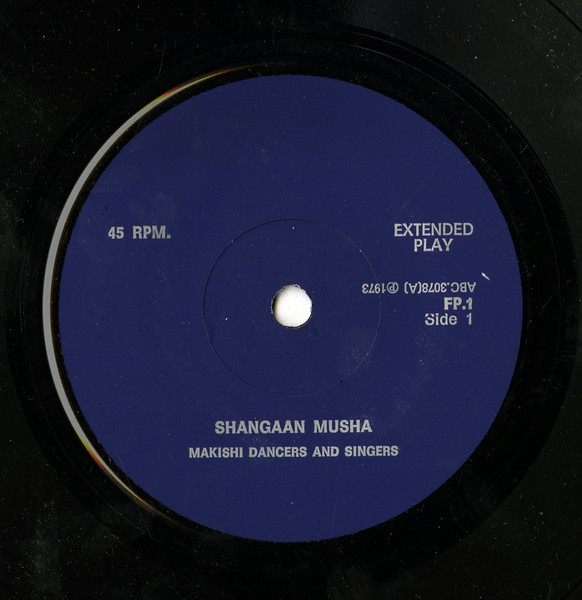 45 RPM.
EXTENDED
PLAY
ABC.3078(A) ℗1973
FP.1
Side 1
SHANGAAN MUSHA
MAKISHI DANCERS AND SINGERS